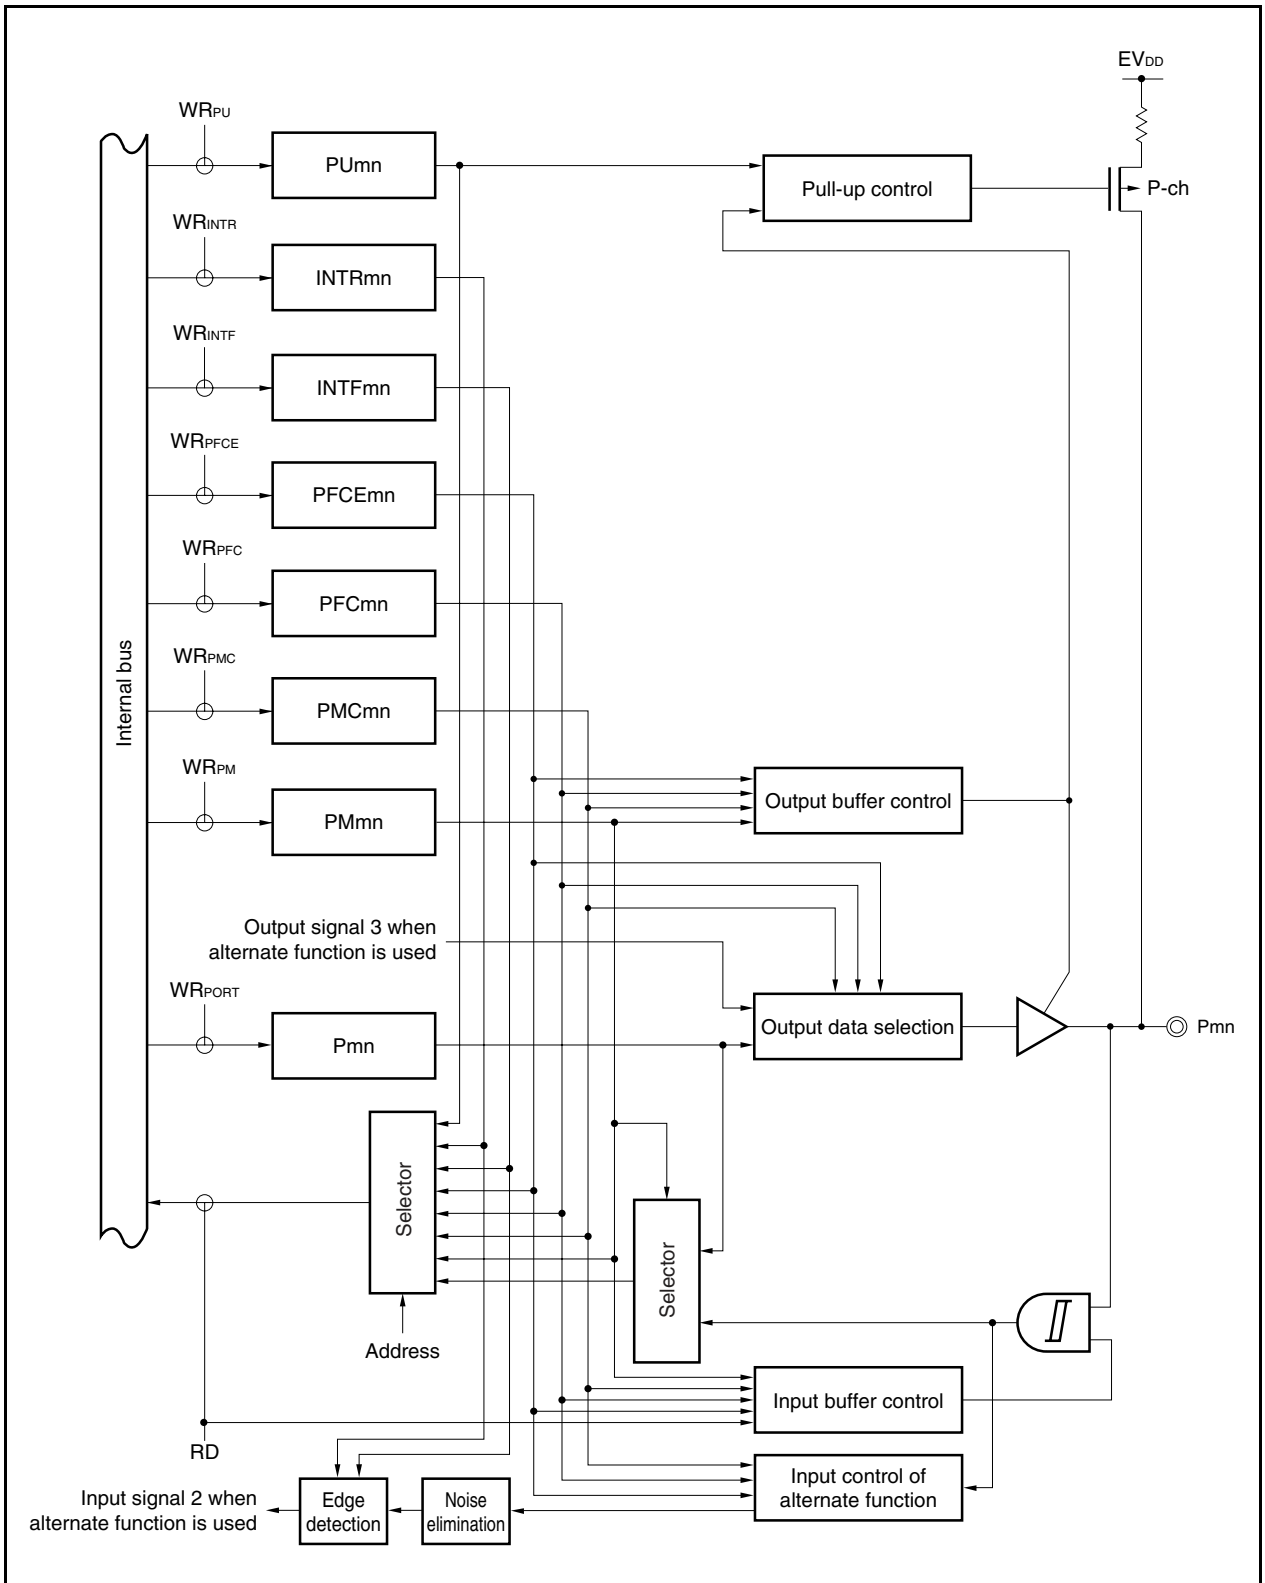 EVDD
WRPU
PUmn
Pull-up control
P-ch
WRINTR
INTRmn
WRINTF
INTFmn
WRPFCE
PFCEmn
WRPFC
PFCmn
Internal bus
WRPMC
PMCmn
WRPM
PMmn
Output buffer control
Output signal 3 when
alternate function is used
WRPORT
Pmn
Output data selection
Pmn
Selector
Selector
Address
Input buffer control
RD
Input signal 2 when
alternate function is used
Edge
detection
Noise
elimination
Input control of
alternate function